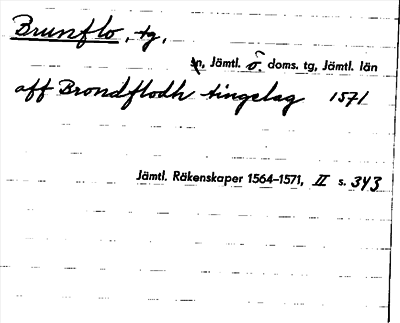 Brunflo, tg,
sn, Jämtl. ö. doms. tg, Jämtl. län
aff Brondflodh tingslag 1571
Jämtl. Räkenskaper 1564–1571, II s. 343